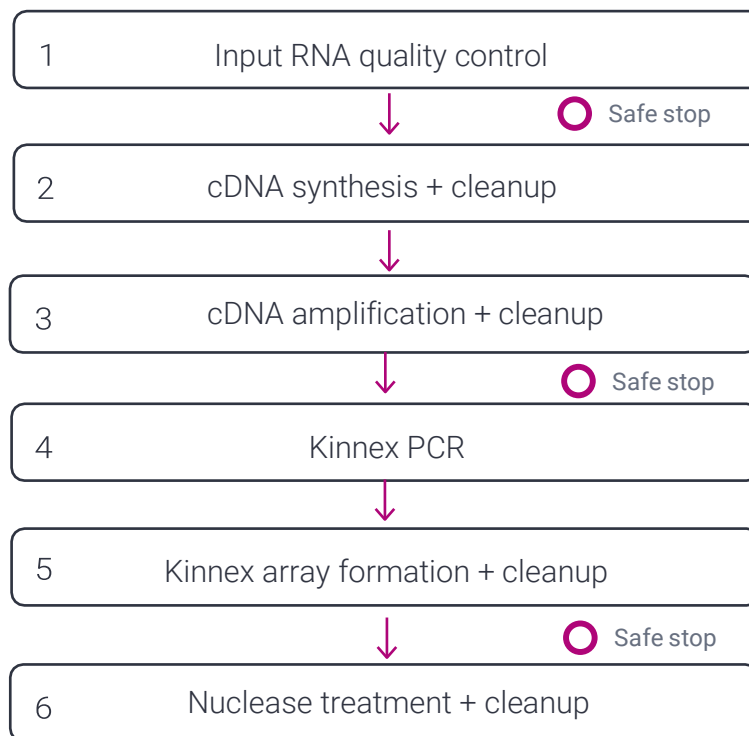 1 Input RNA quality control
Safe stop
2 cDNA synthesis + cleanup
3 cDNA amplification + cleanup
Safe stop
4 Kinnex PCR
5 Kinnex array formation + cleanup
Safe stop
6 Nuclease treatment + cleanup